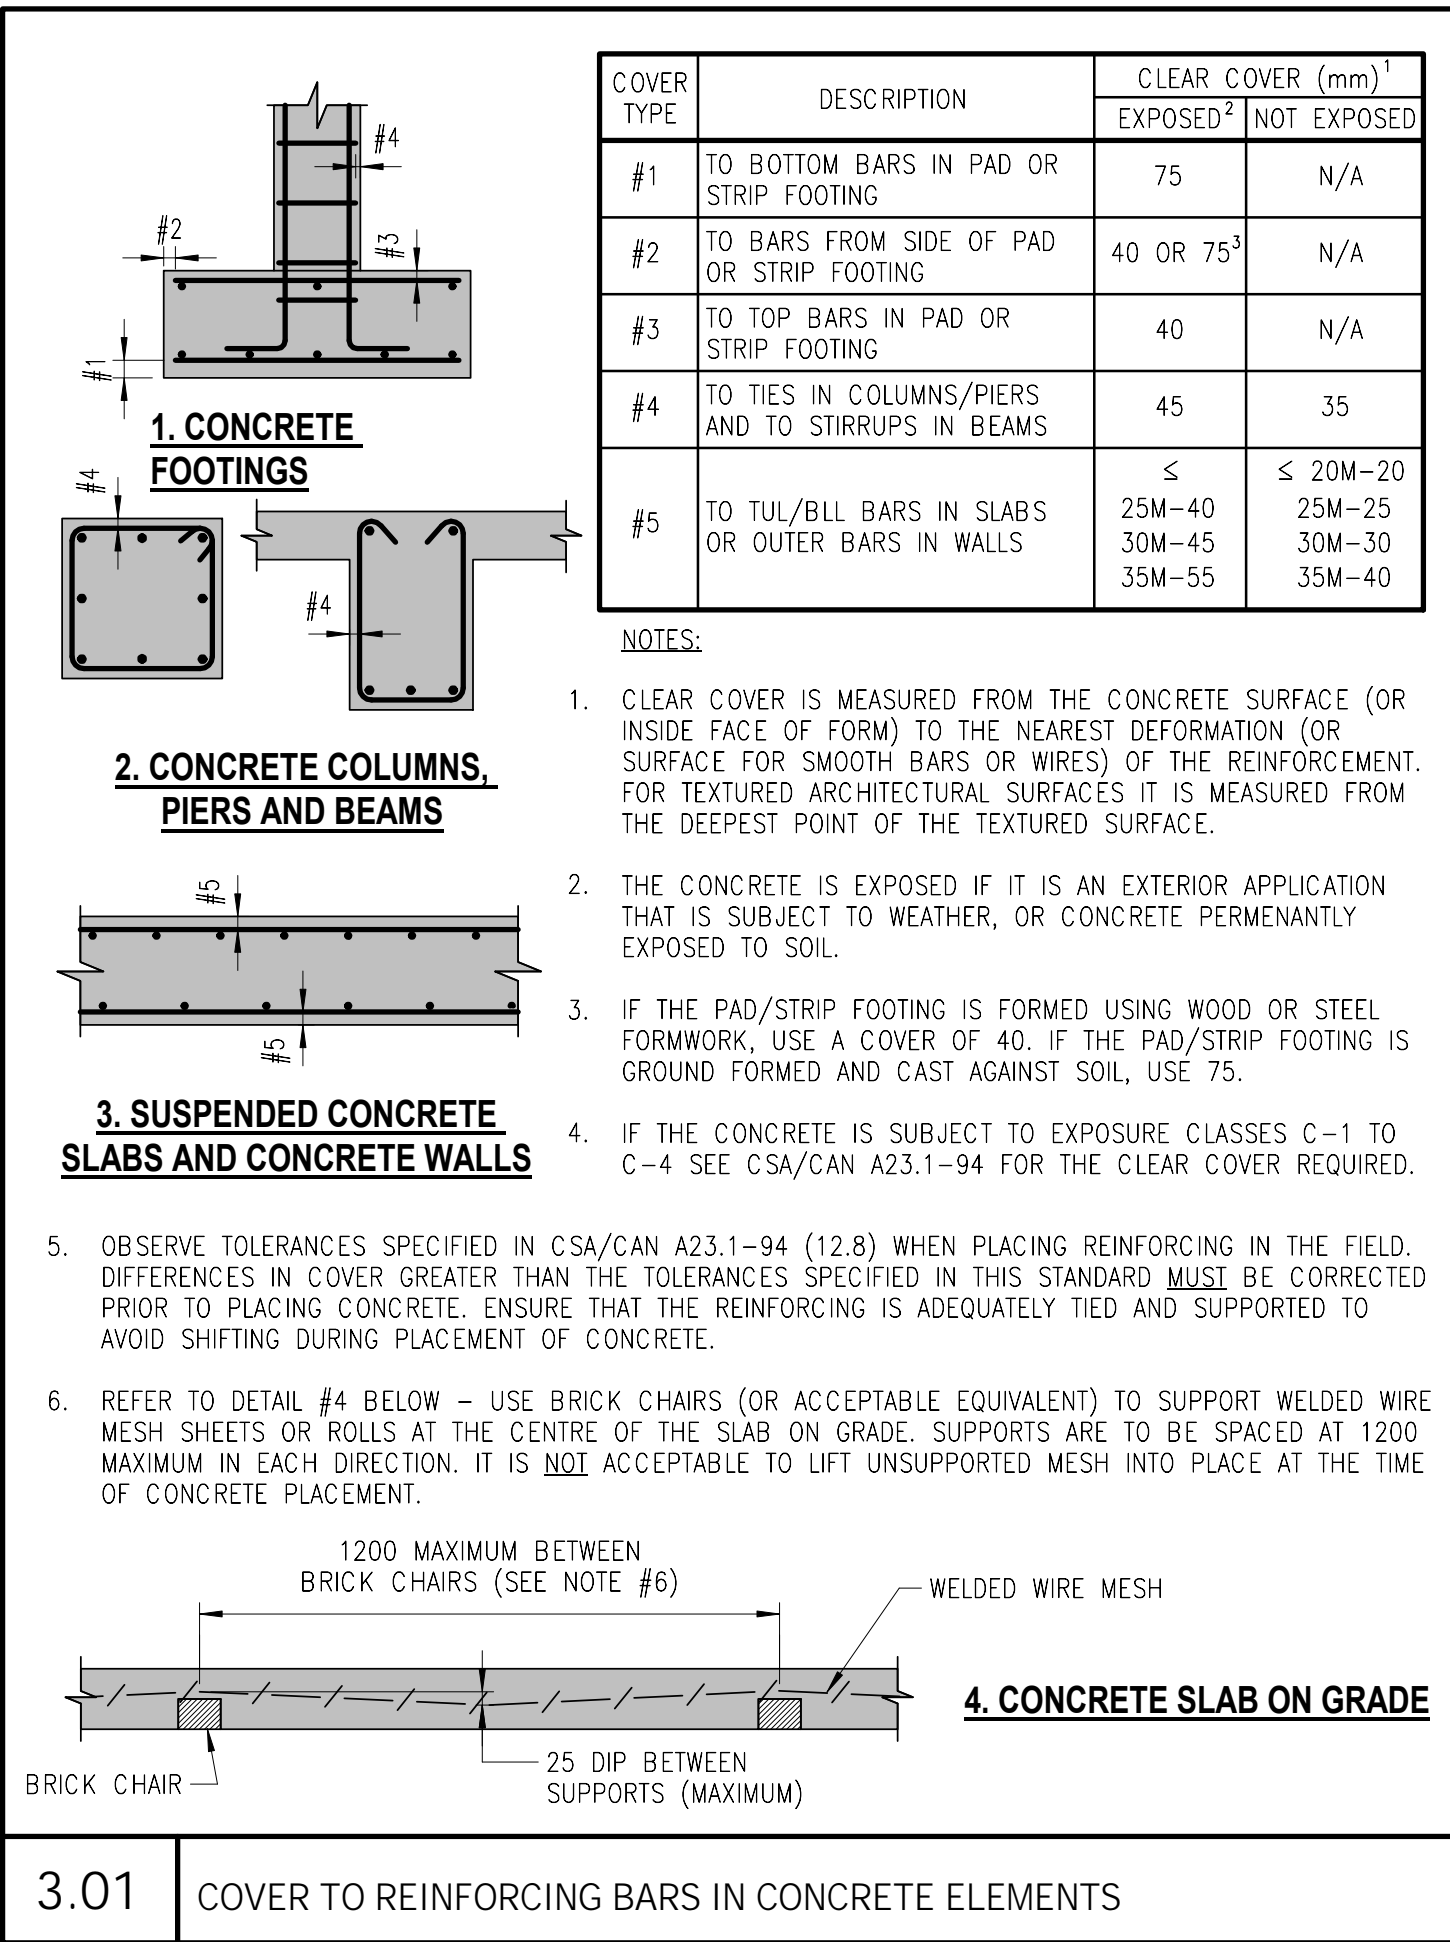 COVER TYPE
DESCRIPTION
CLEAR COVER (mm)¹
EXPOSED²
NOT EXPOSED
#1
TO BOTTOM BARS IN PAD OR
STRIP FOOTING
75
N/A
#2
TO BARS FROM SIDE OF PAD
OR STRIP FOOTING
40 OR 75³
N/A
#3
TO TOP BARS IN PAD OR
STRIP FOOTING
40
N/A
#4
TO TIES IN COLUMNS/PIERS
AND TO STIRRUPS IN BEAMS
45
35
#5
TO TUL/BLL BARS IN SLABS
OR OUTER BARS IN WALLS
≤
25M-40
30M-45
35M-55
≤ 20M-20
25M-25
30M-30
35M-40
#4
#2
#3
#1
1. CONCRETE
FOOTINGS
#4
#4
2. CONCRETE COLUMNS,
PIERS AND BEAMS
#5
#5
3. SUSPENDED CONCRETE
SLABS AND CONCRETE WALLS
NOTES:
1. CLEAR COVER IS MEASURED FROM THE CONCRETE SURFACE (OR
INSIDE FACE OF FORM) TO THE NEAREST DEFORMATION (OR
SURFACE FOR SMOOTH BARS OR WIRES) OF THE REINFORCEMENT.
FOR TEXTURED ARCHITECTURAL SURFACES IT IS MEASURED FROM
THE DEEPEST POINT OF THE TEXTURED SURFACE.
2. THE CONCRETE IS EXPOSED IF IT IS AN EXTERIOR APPLICATION
THAT IS SUBJECT TO WEATHER, OR CONCRETE PERMENANTLY
EXPOSED TO SOIL.
3. IF THE PAD/STRIP FOOTING IS FORMED USING WOOD OR STEEL
FORMWORK, USE A COVER OF 40. IF THE PAD/STRIP FOOTING IS
GROUND FORMED AND CAST AGAINST SOIL, USE 75.
4. IF THE CONCRETE IS SUBJECT TO EXPOSURE CLASSES C-1 TO
C-4 SEE CSA/CAN A23.1-94 FOR THE CLEAR COVER REQUIRED.
5. OBSERVE TOLERANCES SPECIFIED IN CSA/CAN A23.1-94 (12.8) WHEN PLACING REINFORCING IN THE FIELD.
DIFFERENCES IN COVER GREATER THAN THE TOLERANCES SPECIFIED IN THIS STANDARD MUST BE CORRECTED
PRIOR TO PLACING CONCRETE. ENSURE THAT THE REINFORCING IS ADEQUATELY TIED AND SUPPORTED TO
AVOID SHIFTING DURING PLACEMENT OF CONCRETE.
6. REFER TO DETAIL #4 BELOW - USE BRICK CHAIRS (OR ACCEPTABLE EQUIVALENT) TO SUPPORT WELDED WIRE
MESH SHEETS OR ROLLS AT THE CENTRE OF THE SLAB ON GRADE. SUPPORTS ARE TO BE SPACED AT 1200
MAXIMUM IN EACH DIRECTION. IT IS NOT ACCEPTABLE TO LIFT UNSUPPORTED MESH INTO PLACE AT THE TIME
OF CONCRETE PLACEMENT.
1200 MAXIMUM BETWEEN
BRICK CHAIRS (SEE NOTE #6)
WELDED WIRE MESH
4. CONCRETE SLAB ON GRADE
BRICK CHAIR
25 DIP BETWEEN
SUPPORTS (MAXIMUM)
3.01
COVER TO REINFORCING BARS IN CONCRETE ELEMENTS